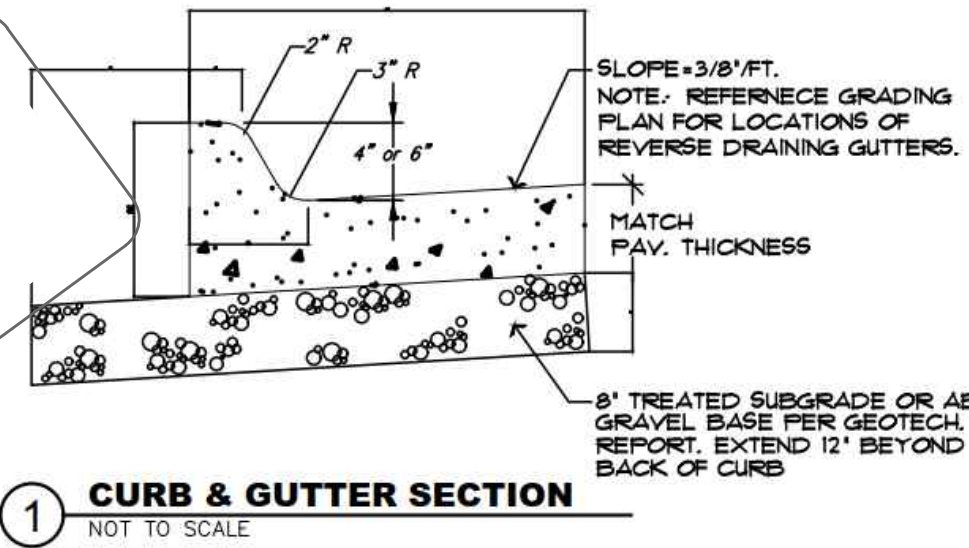 2" R
3" R
4" or 6"
SLOPE=3/8"/FT.
NOTE: REFERNECE GRADING
PLAN FOR LOCATIONS OF
REVERSE DRAINING GUTTERS.
MATCH
PAV. THICKNESS
8" TREATED SUBGRADE OR AB
GRAVEL BASE PER GEOTECH.
REPORT. EXTEND 12" BEYOND
BACK OF CURB
1 CURB & GUTTER SECTION
NOT TO SCALE